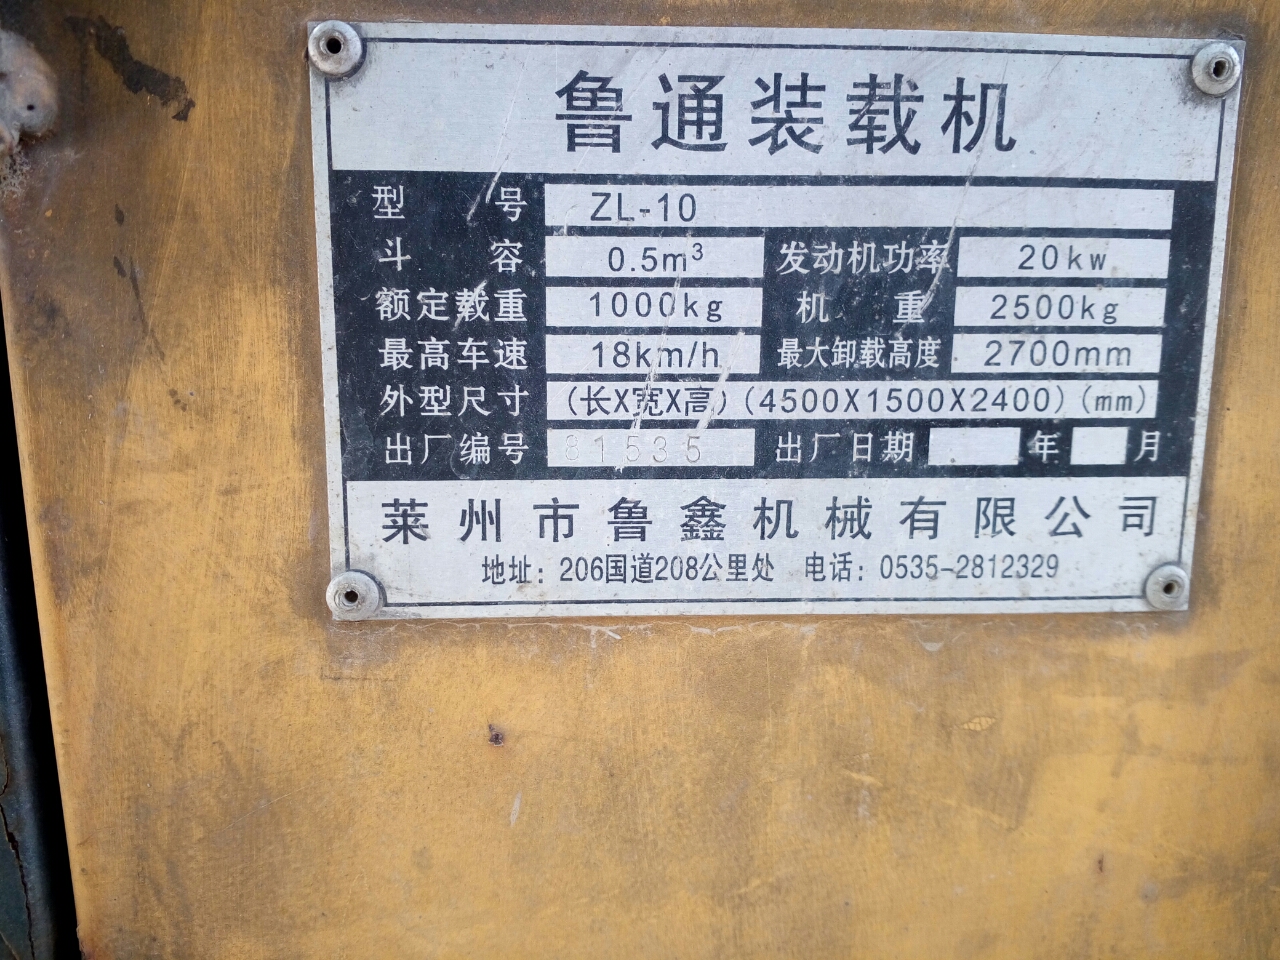 鲁通装载机
型 号 ZL-10
斗 容 0.5m³ 发动机功率 20kw
额定载重 1000kg 机 重 2500kg
最高车速 18km/h 最大卸载高度 2700mm
外型尺寸 (长X宽X高)(4500X1500X2400)(mm)
出厂编号 81535 出厂日期 年 月
莱州市鲁鑫机械有限公司
地址：206国道208公里处 电话：0535-2812329